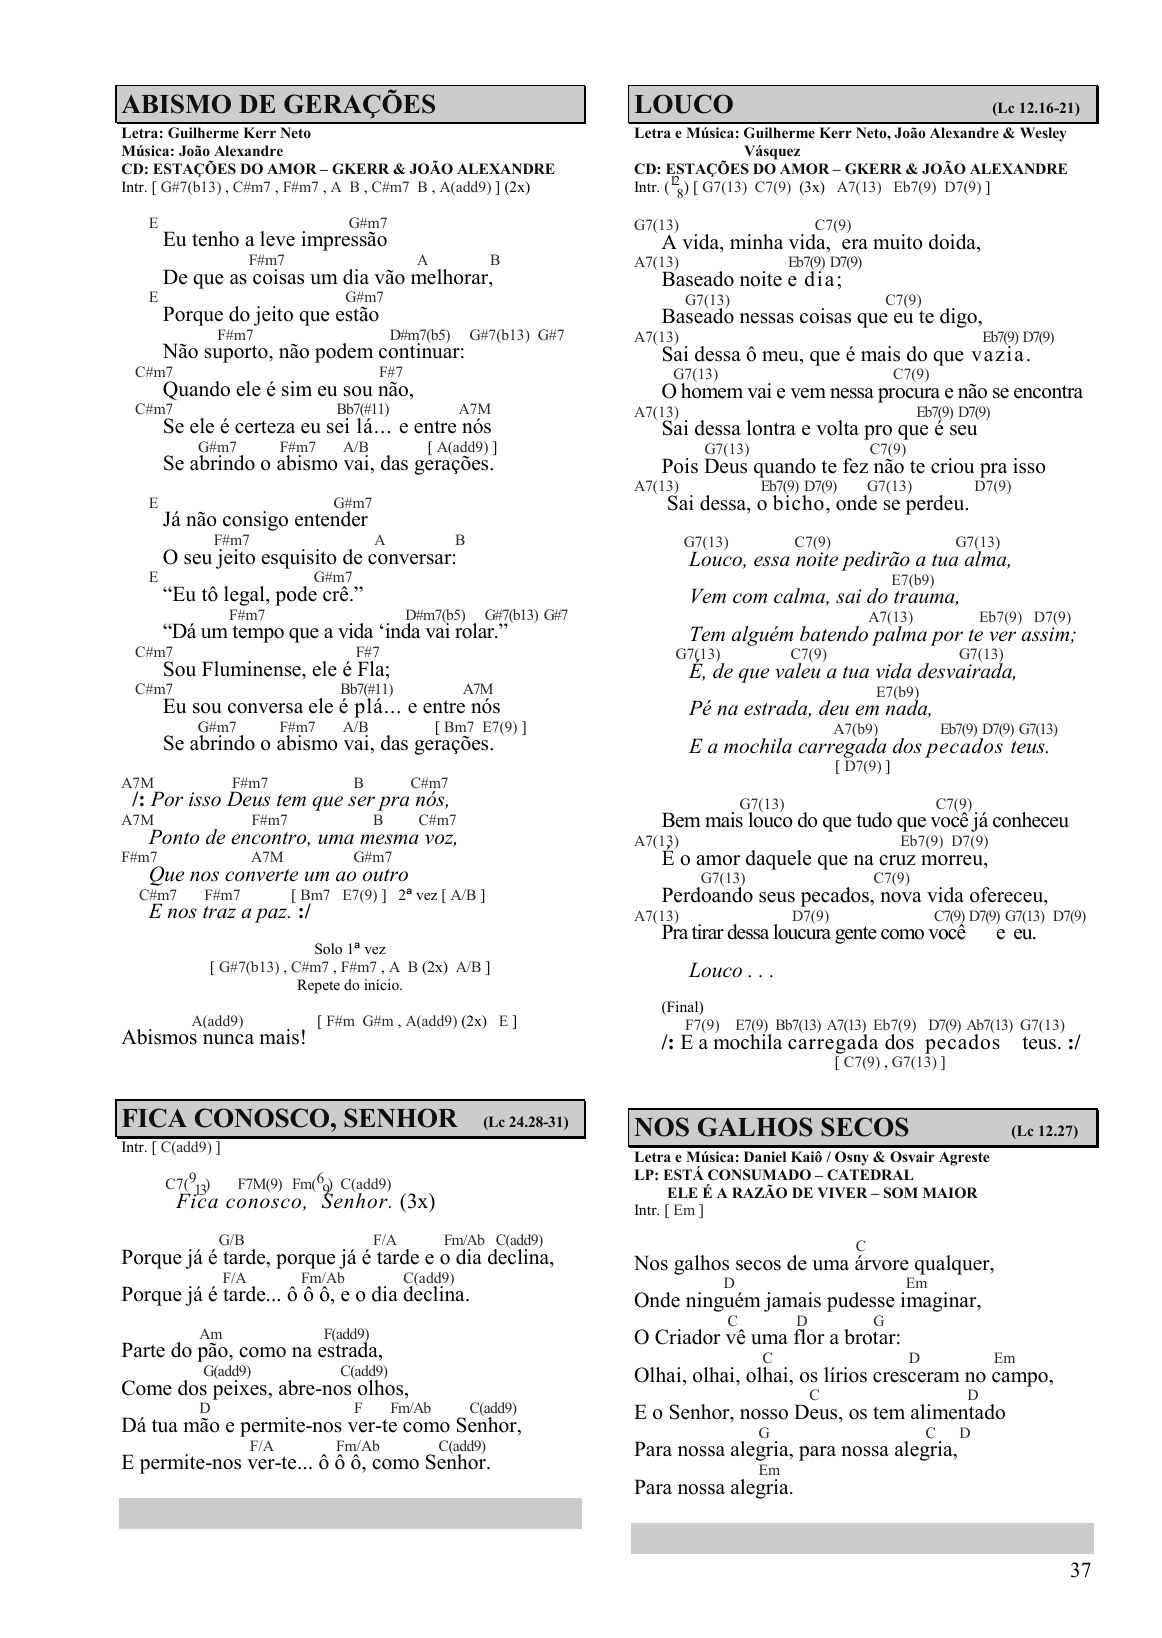 ABISMO DE GERAÇÕES
Letra: Guilherme Kerr Neto
Música: João Alexandre
CD: ESTAÇÕES DO AMOR – GKERR & JOÃO ALEXANDRE
Intr. [ G#7(b13) , C#m7 , F#m7 , A B , C#m7 B , A(add9) ] (2x)
E G#m7
Eu tenho a leve impressão
F#m7 A B
De que as coisas um dia vão melhorar,
E G#m7
Porque do jeito que estão
F#m7 D#m7(b5) G#7(b13) G#7
Não suporto, não podem continuar:
C#m7 F#7
Quando ele é sim eu sou não,
C#m7 Bb7(#11) A7M
Se ele é certeza eu sei lá... e entre nós
G#m7 F#m7 A/B [ A(add9) ]
Se abrindo o abismo vai, das gerações.
E G#m7
Já não consigo entender
F#m7 A B
O seu jeito esquisito de conversar:
E G#m7
“Eu tô legal, pode crê.”
F#m7 D#m7(b5) G#7(b13) G#7
“Dá um tempo que a vida ‘inda vai rolar.”
C#m7 F#7
Sou Fluminense, ele é Fla;
C#m7 Bb7(#11) A7M
Eu sou conversa ele é plá... e entre nós
G#m7 F#m7 A/B [ Bm7 E7(9) ]
Se abrindo o abismo vai, das gerações.
A7M F#m7 B C#m7
/: Por isso Deus tem que ser pra nós,
A7M F#m7 B C#m7
Ponto de encontro, uma mesma voz,
F#m7 A7M G#m7
Que nos converte um ao outro
C#m7 F#m7 [ Bm7 E7(9) ] 2ª vez [ A/B ]
E nos traz a paz. :/
Solo 1ª vez
[ G#7(b13) , C#m7 , F#m7 , A B (2x) A/B ]
Repete do início.
A(add9) [ F#m G#m , A(add9) (2x) E ]
Abismos nunca mais!
FICA CONOSCO, SENHOR (Lc 24.28-31)
Intr. [ C(add9) ]
C7(9 13) F7M(9) Fm(6 9) C(add9)
Fica conosco, Senhor. (3x)
G/B F/A Fm/Ab C(add9)
Porque já é tarde, porque já é tarde e o dia declina,
F/A Fm/Ab C(add9)
Porque já é tarde... ô ô ô, e o dia declina.
Am F(add9)
Parte do pão, como na estrada,
G(add9) C(add9)
Come dos peixes, abre-nos olhos,
D F Fm/Ab C(add9)
Dá tua mão e permite-nos ver-te como Senhor,
F/A Fm/Ab C(add9)
E permite-nos ver-te... ô ô ô, como Senhor.
LOUCO (Lc 12.16-21)
Letra e Música: Guilherme Kerr Neto, João Alexandre & Wesley
Vásquez
CD: ESTAÇÕES DO AMOR – GKERR & JOÃO ALEXANDRE
Intr. (12 8) [ G7(13) C7(9) (3x) A7(13) Eb7(9) D7(9) ]
G7(13) C7(9)
A vida, minha vida, era muito doida,
A7(13) Eb7(9) D7(9)
Baseado noite e dia;
G7(13) C7(9)
Baseado nessas coisas que eu te digo,
A7(13) Eb7(9) D7(9)
Sai dessa ô meu, que é mais do que vazia.
G7(13) C7(9)
O homem vai e vem nessa procura e não se encontra
A7(13) Eb7(9) D7(9)
Sai dessa lontra e volta pro que é seu
G7(13) C7(9)
Pois Deus quando te fez não te criou pra isso
A7(13) Eb7(9) D7(9) G7(13) D7(9)
Sai dessa, o bicho, onde se perdeu.
G7(13) C7(9) G7(13)
Louco, essa noite pedirão a tua alma,
E7(b9)
Vem com calma, sai do trauma,
A7(13) Eb7(9) D7(9)
Tem alguém batendo palma por te ver assim;
G7(13) C7(9) G7(13)
É, de que valeu a tua vida desvairada,
E7(b9)
Pé na estrada, deu em nada,
A7(b9) Eb7(9) D7(9) G7(13)
E a mochila carregada dos pecados teus.
[ D7(9) ]
G7(13) C7(9)
Bem mais louco do que tudo que você já conheceu
A7(13) Eb7(9) D7(9)
É o amor daquele que na cruz morreu,
G7(13) C7(9)
Perdoando seus pecados, nova vida ofereceu,
A7(13) D7(9) C7(9) D7(9) G7(13) D7(9)
Pra tirar dessa loucura gente como você e eu.
Louco . . .
(Final)
F7(9) E7(9) Bb7(13) A7(13) Eb7(9) D7(9) Ab7(13) G7(13)
/: E a mochila carregada dos pecados teus. :/
[ C7(9) , G7(13) ]
NOS GALHOS SECOS (Lc 12.27)
Letra e Música: Daniel Kaiô / Osny & Osvair Agreste
LP: ESTÁ CONSUMADO – CATEDRAL
ELE É A RAZÃO DE VIVER – SOM MAIOR
Intr. [ Em ]
C
Nos galhos secos de uma árvore qualquer,
D Em
Onde ninguém jamais pudesse imaginar,
C D G
O Criador vê uma flor a brotar:
C D Em
Olhai, olhai, olhai, os lírios cresceram no campo,
C D
E o Senhor, nosso Deus, os tem alimentado
G C D
Para nossa alegria, para nossa alegria,
Em
Para nossa alegria.
37